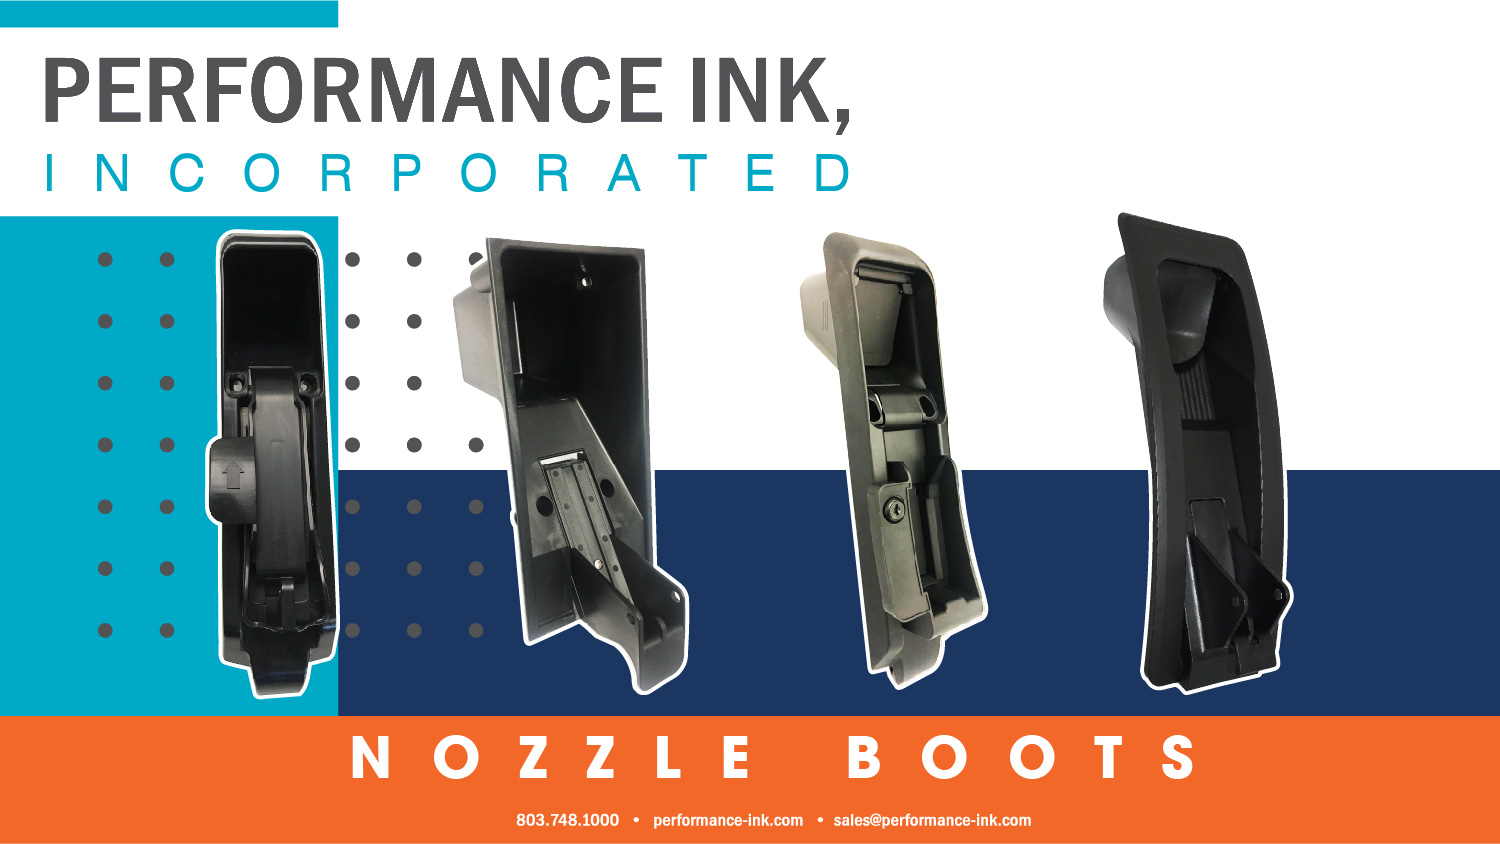 PERFORMANCE INK,
INCORPORATED
NOZZLE BOOTS
803.748.1000 • performance-ink.com • sales@performance-ink.com